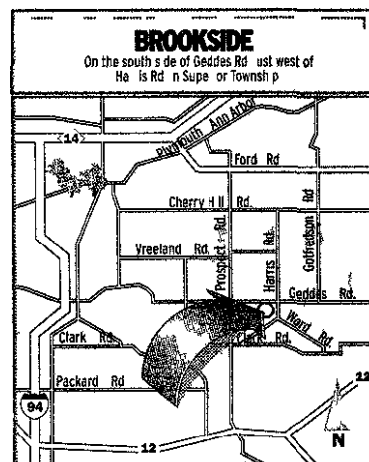 BROOKSIDE
On the south s de of Geddes Rd ust west of
Ha is Rd n Supe or Townsh p
14
Plymouth Ann Arbor
Ford Rd
Cherry H ll Rd.
Gotfredson Rd
Vreeland Rd.
Prospect Rd.
Harris Rd.
Geddes Rd.
Ward Rd.
Clark Rd.
Clark Rd.
Packard Rd
94
12
12
N